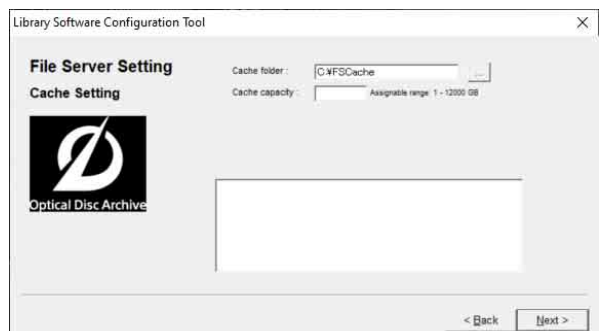 Library Software Configuration Tool
File Server Setting
Cache folder :
C:¥FSCache
...
Cache Setting
Cache capacity :
Assignable range: 1 - 12000 GB
Optical Disc Archive
< Back
Next >